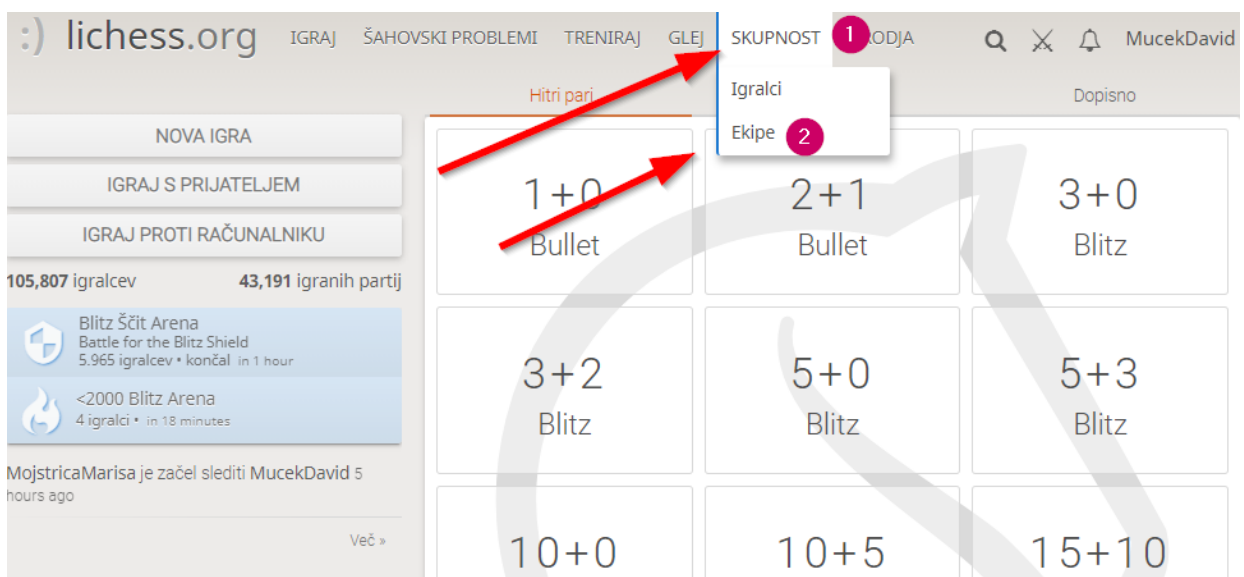 :) lichess.org IGRAJ ŠAHOVSKI PROBLEMI TRENIRAJ GLEJ SKUPNOST 1 MucekDavid
Hitri pari Dopisno
Igralci
Ekipe 2
NOVA IGRA
IGRAJ S PRIJATELJEM
IGRAJ PROTI RAČUNALNIKU
105,807 igralcev 43,191 igranih partij
Blitz Ščit Arena
Battle for the Blitz Shield
5.965 igralcev • končal in 1 hour
<2000 Blitz Arena
4 igralci • in 18 minutes
MojstricaMarisa je začel slediti MucekDavid 5
hours ago
Več »
1+0 2+1 3+0
Bullet Bullet Blitz
3+2 5+0 5+3
Blitz Blitz Blitz
10+0 10+5 15+10